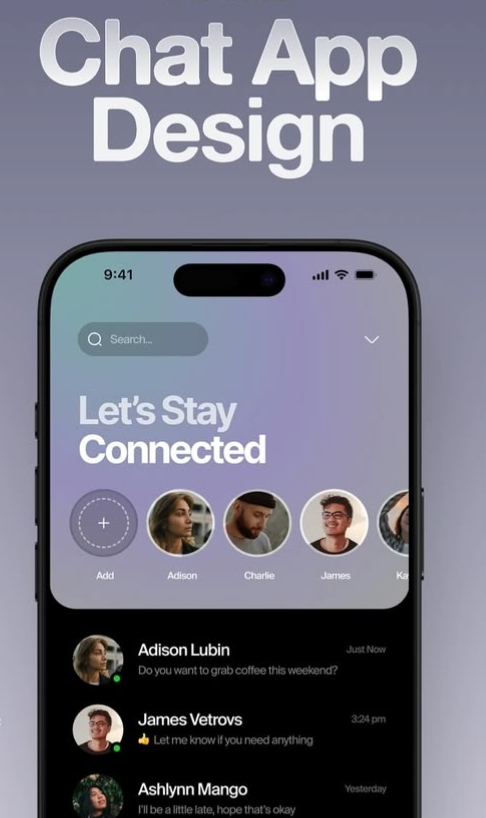 Chat App
Design
9:41
Search...
Let's Stay
Connected
Add
Adison
Charlie
James
Ka
Adison Lubin
Just Now
Do you want to grab coffee this weekend?
James Vetrovs
3:24 pm
👍 Let me know if you need anything
Ashlynn Mango
Yesterday
I'll be a little late, hope that's okay